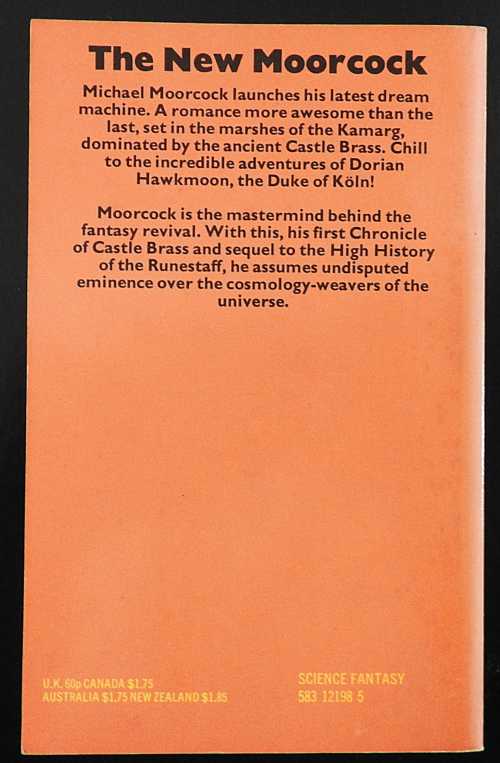 The New Moorcock
Michael Moorcock launches his latest dream
machine. A romance more awesome than the
last, set in the marshes of the Kamarg,
dominated by the ancient Castle Brass. Chill
to the incredible adventures of Dorian
Hawkmoon, the Duke of Köln!
Moorcock is the mastermind behind the
fantasy revival. With this, his first Chronicle
of Castle Brass and sequel to the High History
of the Runestaff, he assumes undisputed
eminence over the cosmology-weavers of the
universe.
U.K. 60p CANADA $1.75
AUSTRALIA $1.75 NEW ZEALAND $1.85
SCIENCE FANTASY
583 12198 5